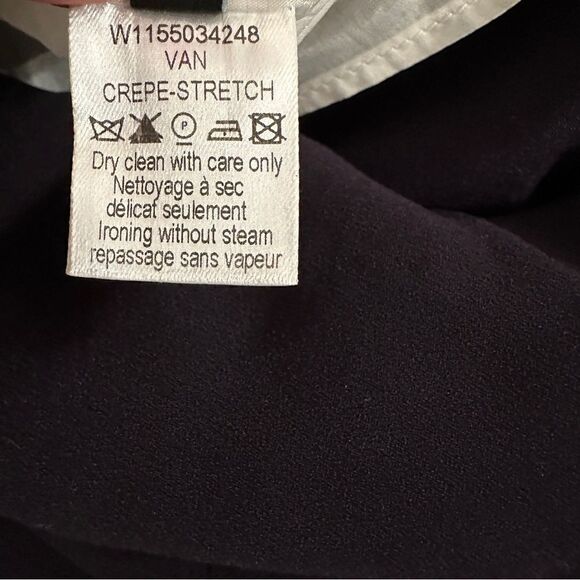 W1155034248
VAN
CREPE-STRETCH
P
Dry clean with care only
Nettoyage à sec
délicat seulement
Ironing without steam
repassage sans vapeur